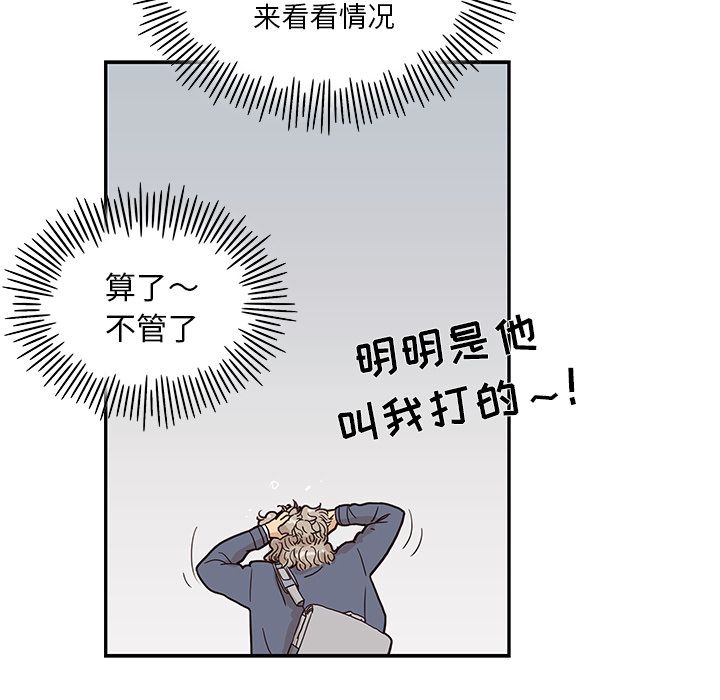 来看看情况
算了～
不管了
明明是他
叫我打的～！